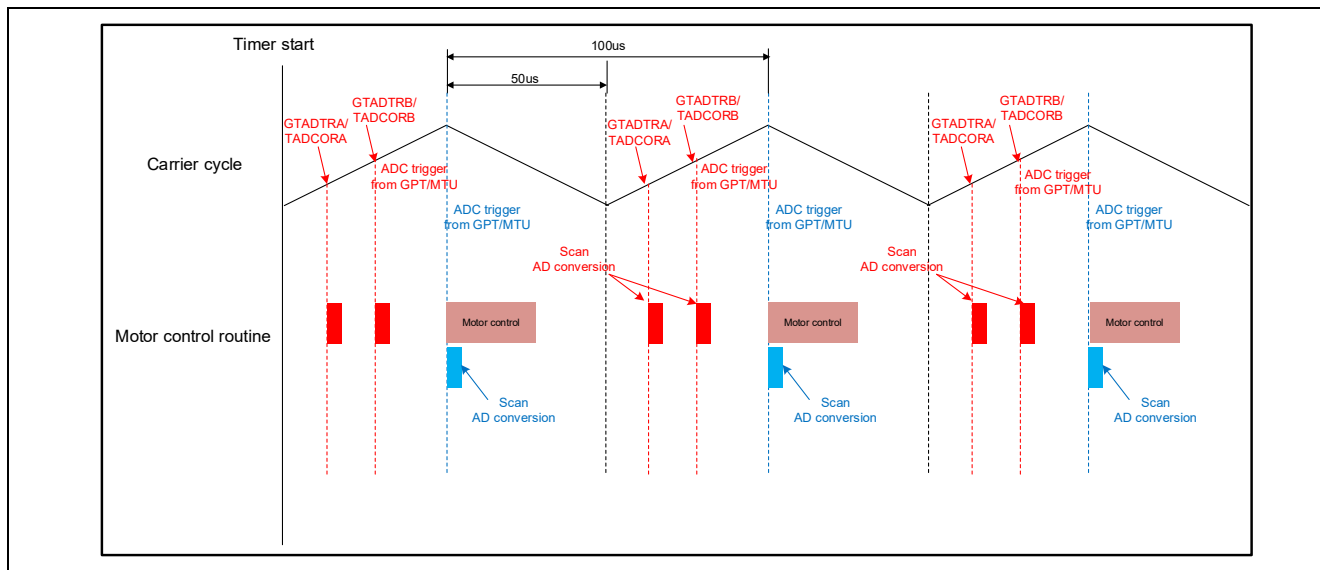 Timer start
100us
50us
GTADTRB/
TADCORB
GTADTRA/
TADCORA
GTADTRB/
TADCORB
GTADTRA/
TADCORA
GTADTRB/
TADCORB
GTADTRA/
TADCORA
Carrier cycle
ADC trigger
from GPT/MTU
ADC trigger
from GPT/MTU
ADC trigger
from GPT/MTU
ADC trigger
from GPT/MTU
ADC trigger
from GPT/MTU
ADC trigger
from GPT/MTU
Scan
AD conversion
Scan
AD conversion
Motor control routine
Motor control
Motor control
Motor control
Scan
AD conversion
Scan
AD conversion
Scan
AD conversion